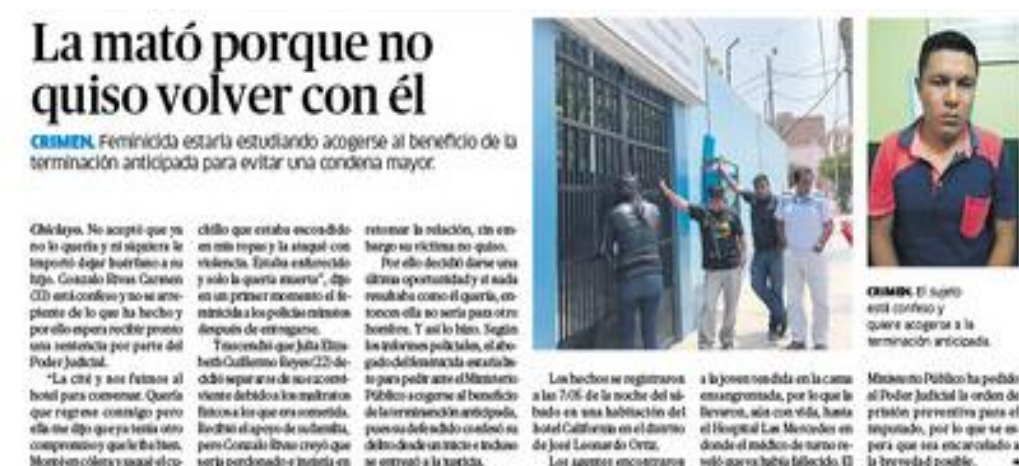 La mató porque no
quiso volver con él
CRIMEN. Feminicida estaría estudiando acogerse al beneficio de la
terminación anticipada para evitar una condena mayor.
Chiclayo. No aceptó que ya
no lo quería y ni siquiera le
importó dejar huérfano a su
hijo. Gonzalo Rivas Carmen
está confeso y no se arre-
piente de lo que ha hecho y
por ello espera recibir pronto
una sentencia por parte del
Poder Judicial.
"La cité y nos fuimos al
hotel para conversar. Quería
que regrese conmigo pero
ella me dijo que ya tenía otro
compromiso y que le iba bien.
Monté en cólera y saqué el cu-
chillo que estaba escondido
en mis ropas y la ataqué con
violencia. Estaba enfurecido
y solo la quería muerta", dijo
en un primer momento el fe-
minicida a los policías minutos
después de entregarse.
Trascendió que Julia Eliza-
beth Guillermo Reyes (22) de-
cidió separarse de su exconvi-
viente debido a los maltratos
físicos a los que era sometida.
Recibió el apoyo de su familia,
pero Gonzalo Rivas creyó que
sería perdonado e insistía en
retomar la relación, sin em-
bargo su víctima no quiso.
Por ello decidió darse una
última oportunidad y si nada
resultaba como él quería, en-
tonces ella no sería para otro
hombre. Y así lo hizo. Según
los informes policiales, el abo-
gado del feminicida estaría lis-
to para pedir ante el Ministerio
Público acogerse al beneficio
de la terminación anticipada,
pues su defendido confesó su
delito desde un inicio e incluso
se entregó a la justicia.
Los hechos se registraron
a las 7:05 de la noche del sá-
bado en una habitación del
hotel California en el distrito
de José Leonardo Ortiz.
Los agentes encontraron
a la joven tendida en la cama
ensangrentada, por lo que la
llevaron, aún con vida, hasta
el Hospital Las Mercedes en
donde el médico de turno re-
veló que ya había fallecido. El
CRIMEN. El sujeto
está confeso y
quiere acogerse a la
terminación anticipada.
Ministerio Público ha pedido
al Poder Judicial la orden de
prisión preventiva para el
imputado, por lo que se es-
pera que sea encarcelado a
la brevedad posible.